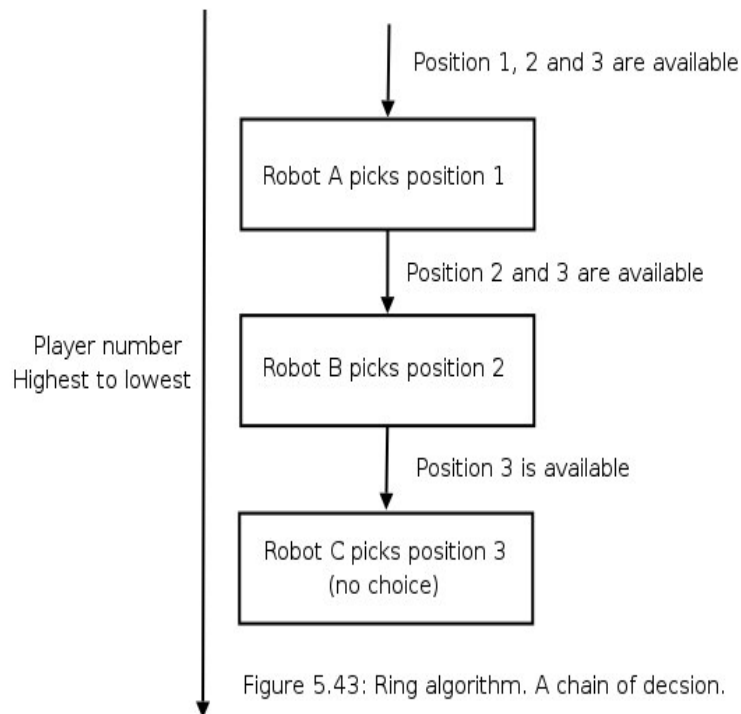 Position 1, 2 and 3 are available
Robot A picks position 1
Position 2 and 3 are available
Player number
Highest to lowest
Robot B picks position 2
Position 3 is available
Robot C picks position 3
(no choice)
Figure 5.43: Ring algorithm. A chain of decsion.